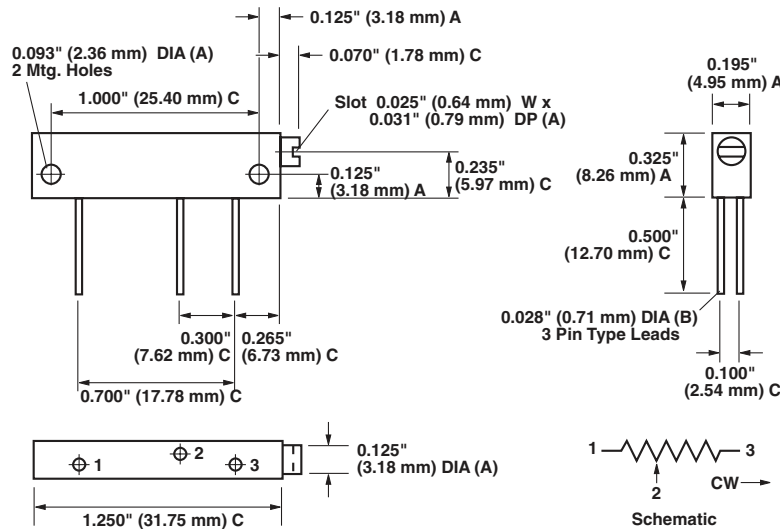 0.125" (3.18 mm) A
0.093" (2.36 mm) DIA (A)
2 Mtg. Holes
0.070" (1.78 mm) C
1.000" (25.40 mm) C
Slot 0.025" (0.64 mm) W x
0.031" (0.79 mm) DP (A)
0.125"
(3.18 mm) A
0.235"
(5.97 mm) C
0.195"
(4.95 mm) A
0.325"
(8.26 mm) A
0.500"
(12.70 mm) C
0.028" (0.71 mm) DIA (B)
3 Pin Type Leads
0.100"
(2.54 mm) C
0.300"
(7.62 mm) C
0.265"
(6.73 mm) C
0.700" (17.78 mm) C
1
2
3
0.125"
(3.18 mm) DIA (A)
1.250" (31.75 mm) C
1
3
2
CW
Schematic